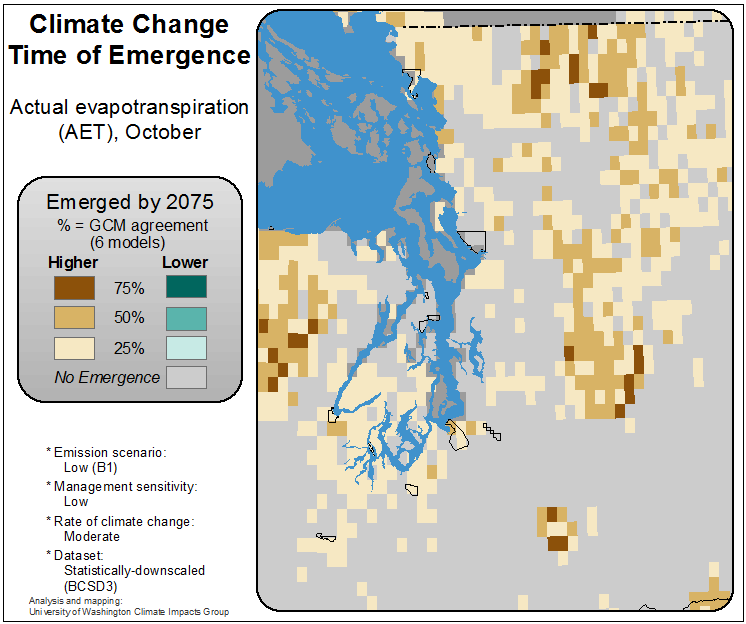 Climate Change
Time of Emergence
Actual evapotranspiration
(AET), October
Emerged by 2075
% = GCM agreement
(6 models)
Higher Lower
75%
50%
25%
No Emergence
* Emission scenario:
Low (B1)
* Management sensitivity:
Low
* Rate of climate change:
Moderate
* Dataset:
Statistically-downscaled
(BCSD3)
Analysis and mapping:
University of Washington Climate Impacts Group